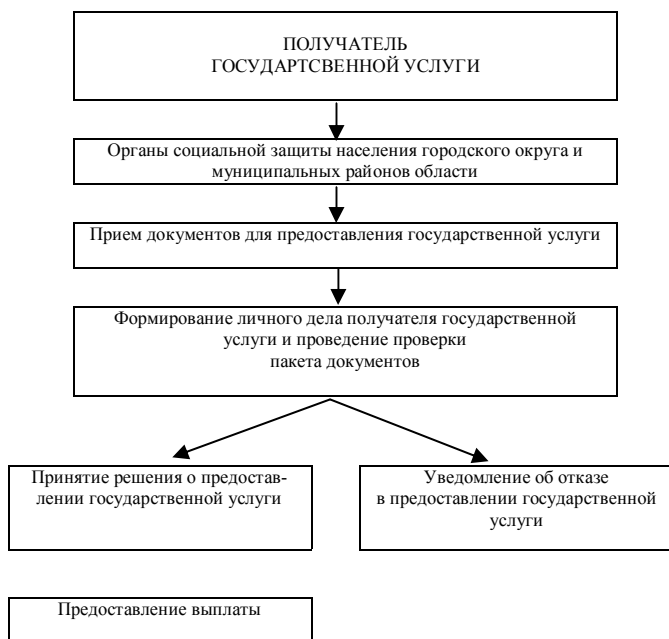 ПОЛУЧАТЕЛЬ
ГОСУДАРТСВЕННОЙ УСЛУГИ
Органы социальной защиты населения городского округа и
муниципальных районов области
Прием документов для предоставления государственной услуги
Формирование личного дела получателя государственной
услуги и проведение проверки
пакета документов
Принятие решения о предостав-
лении государственной услуги
Уведомление об отказе
в предоставлении государственной
услуги
Предоставление выплаты